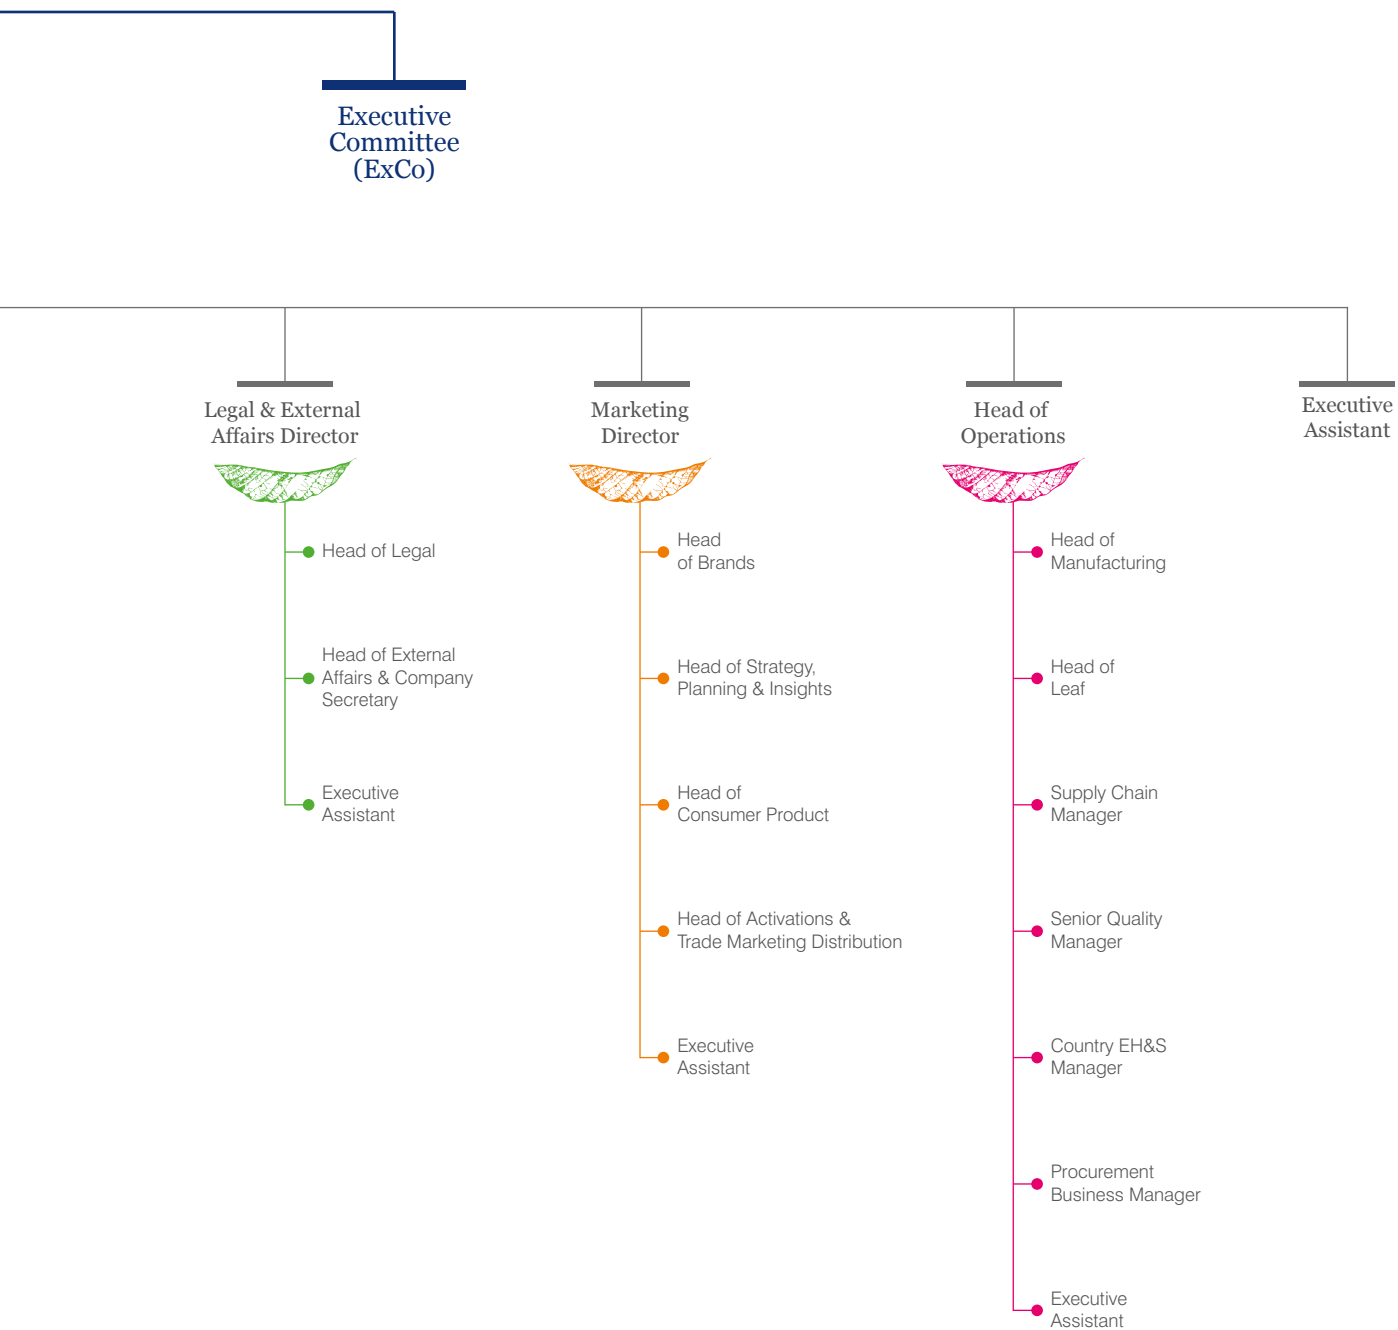 Executive
Committee
(ExCo)
Legal & External
Affairs Director
Head of Legal
Head of External
Affairs & Company
Secretary
Executive
Assistant
Marketing
Director
Head
of Brands
Head of Strategy,
Planning & Insights
Head of
Consumer Product
Head of Activations &
Trade Marketing Distribution
Executive
Assistant
Head of
Operations
Head of
Manufacturing
Head of
Leaf
Supply Chain
Manager
Senior Quality
Manager
Country EH&S
Manager
Procurement
Business Manager
Executive
Assistant
Executive
Assistant